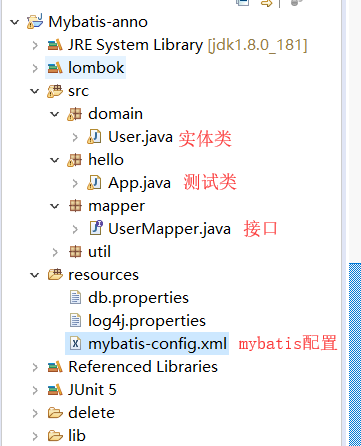 Mybatis-anno
JRE System Library [jdk1.8.0_181]
lombok
src
domain
User.java 实体类
hello
App.java 测试类
mapper
UserMapper.java 接口
util
resources
db.properties
log4j.properties
mybatis-config.xml mybatis配置
Referenced Libraries
JUnit 5
delete
lib